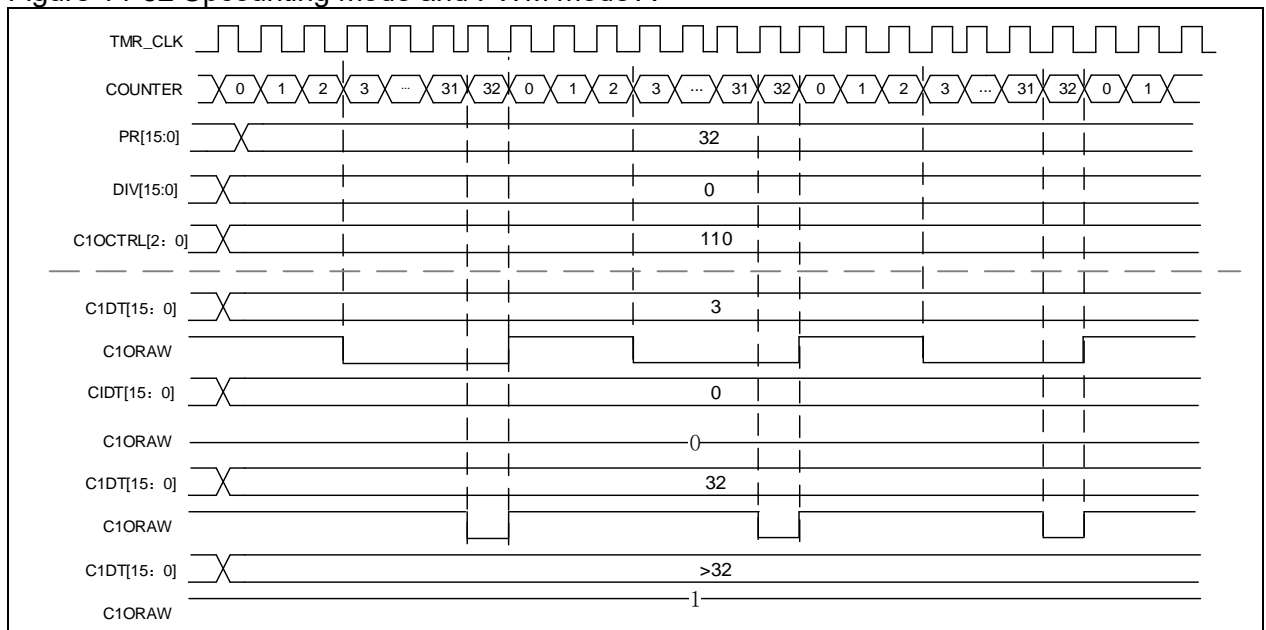 Figure 14-32 Upcounting mode and PWM mode A
TMR_CLK
COUNTER 0 1 2 3 ... 31 32 0 1 2 3 ... 31 32 0 1 2 3 ... 31 32 0 1
PR[15:0] 32
DIV[15:0] 0
C1OCTRL[2: 0] 110
C1DT[15: 0] 3
C1ORAW
CIDT[15: 0] 0
C1ORAW 0
C1DT[15: 0] 32
C1ORAW
C1DT[15: 0] >32
C1ORAW 1